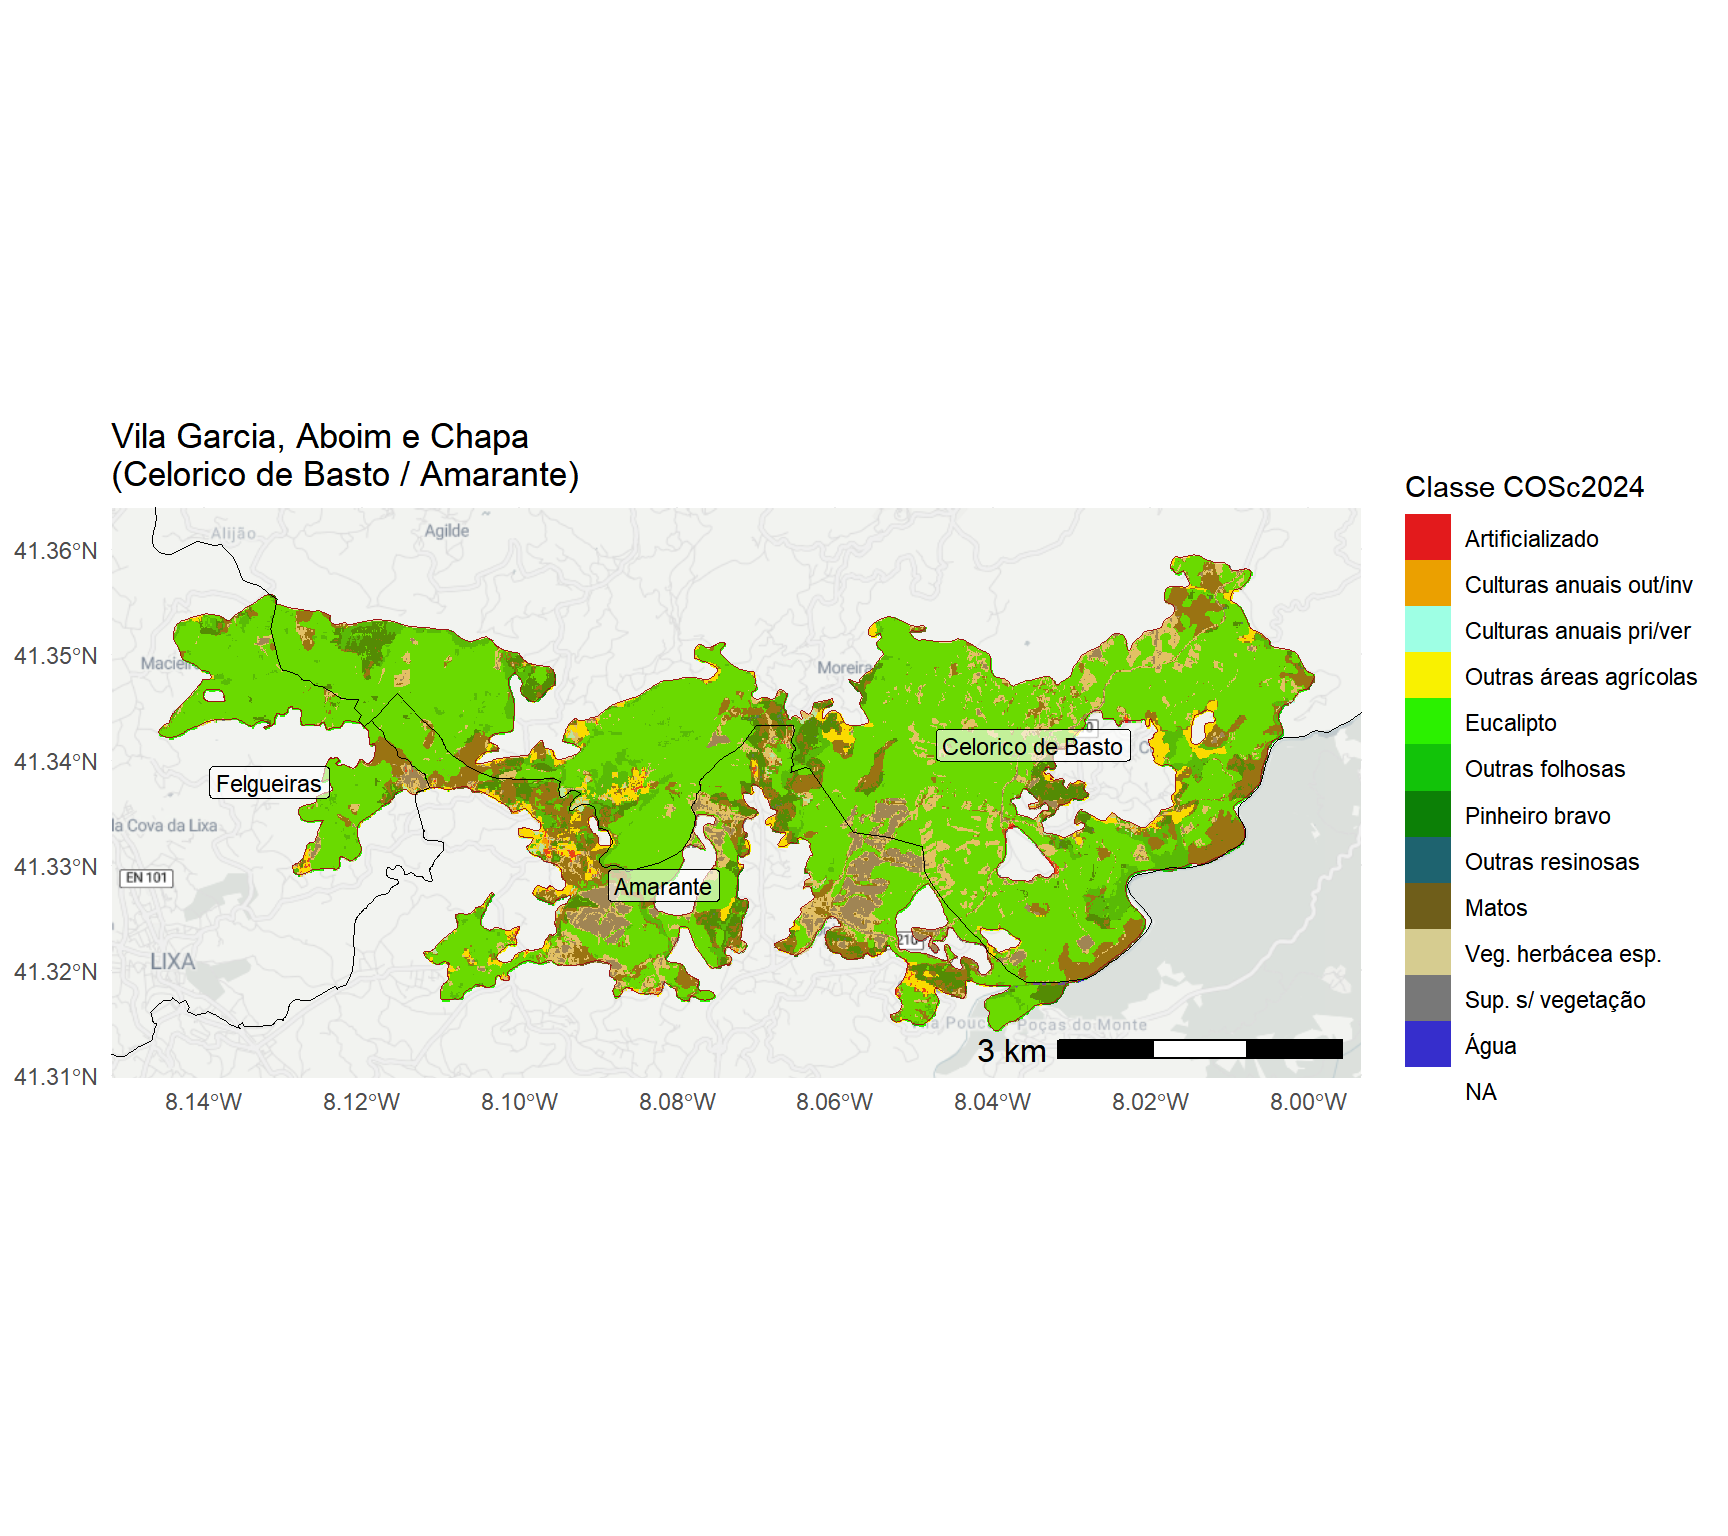 Vila Garcia, Aboim e Chapa
(Celorico de Basto / Amarante)
Classe COSc2024
Artificializado
Culturas anuais out/inv
Culturas anuais pri/ver
Outras áreas agrícolas
Eucalipto
Outras folhosas
Pinheiro bravo
Outras resinosas
Matos
Veg. herbácea esp.
Sup. s/ vegetação
Água
NA
41.36°N
41.35°N
41.34°N
41.33°N
41.32°N
41.31°N
Alijão
Agilde
Macieir
Moreira
Celorico de Basto
Felgueiras
la Cova da Lixa
EN 101
Amarante
LIXA
210
Poças do Monte
3 km
8.14°W
8.12°W
8.10°W
8.08°W
8.06°W
8.04°W
8.02°W
8.00°W